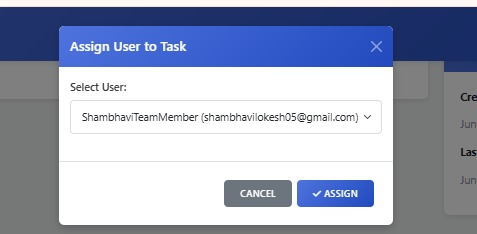 Assign User to Task
Select User:
ShambhaviTeamMember (shambhavilokesh05@gmail.com)
CANCEL
ASSIGN
Cre
Jun
Las
Jun